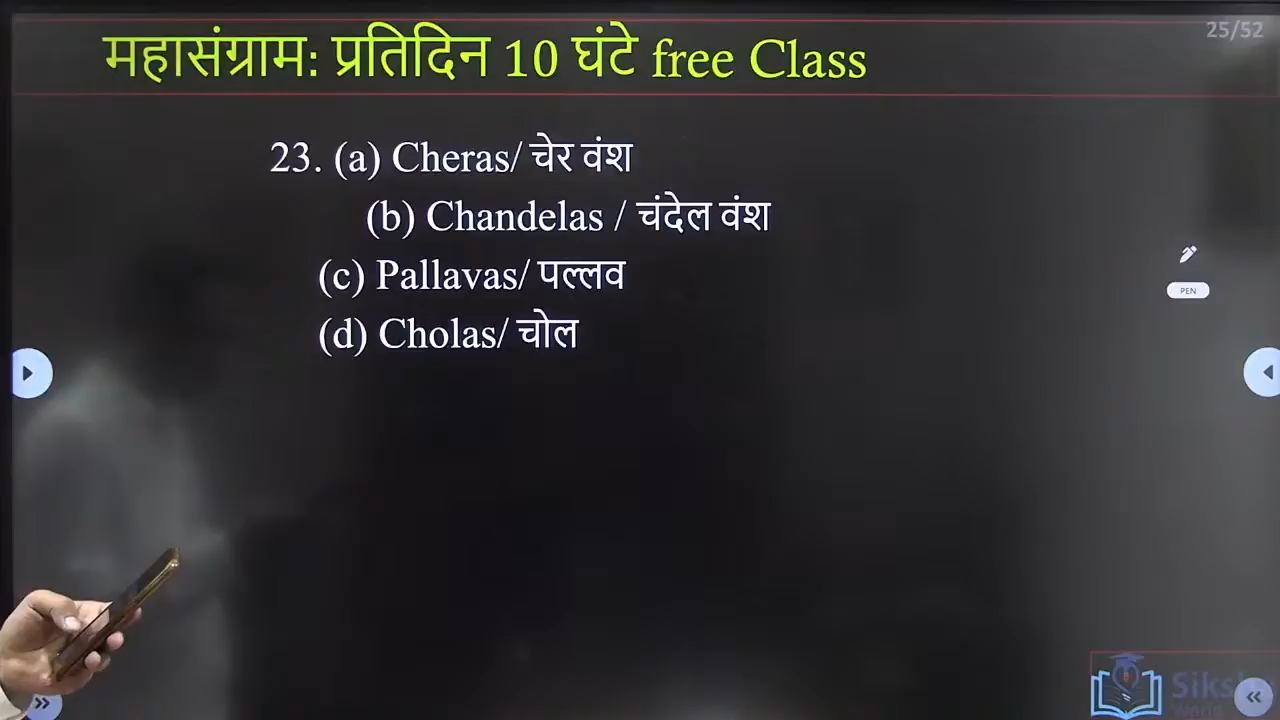 25/52
महासंग्राम: प्रतिदिन 10 घंटे free Class
23. (a) Cheras/ चेर वंश
(b) Chandelas / चंदेल वंश
(c) Pallavas/ पल्लव
(d) Cholas/ चोल
PEN